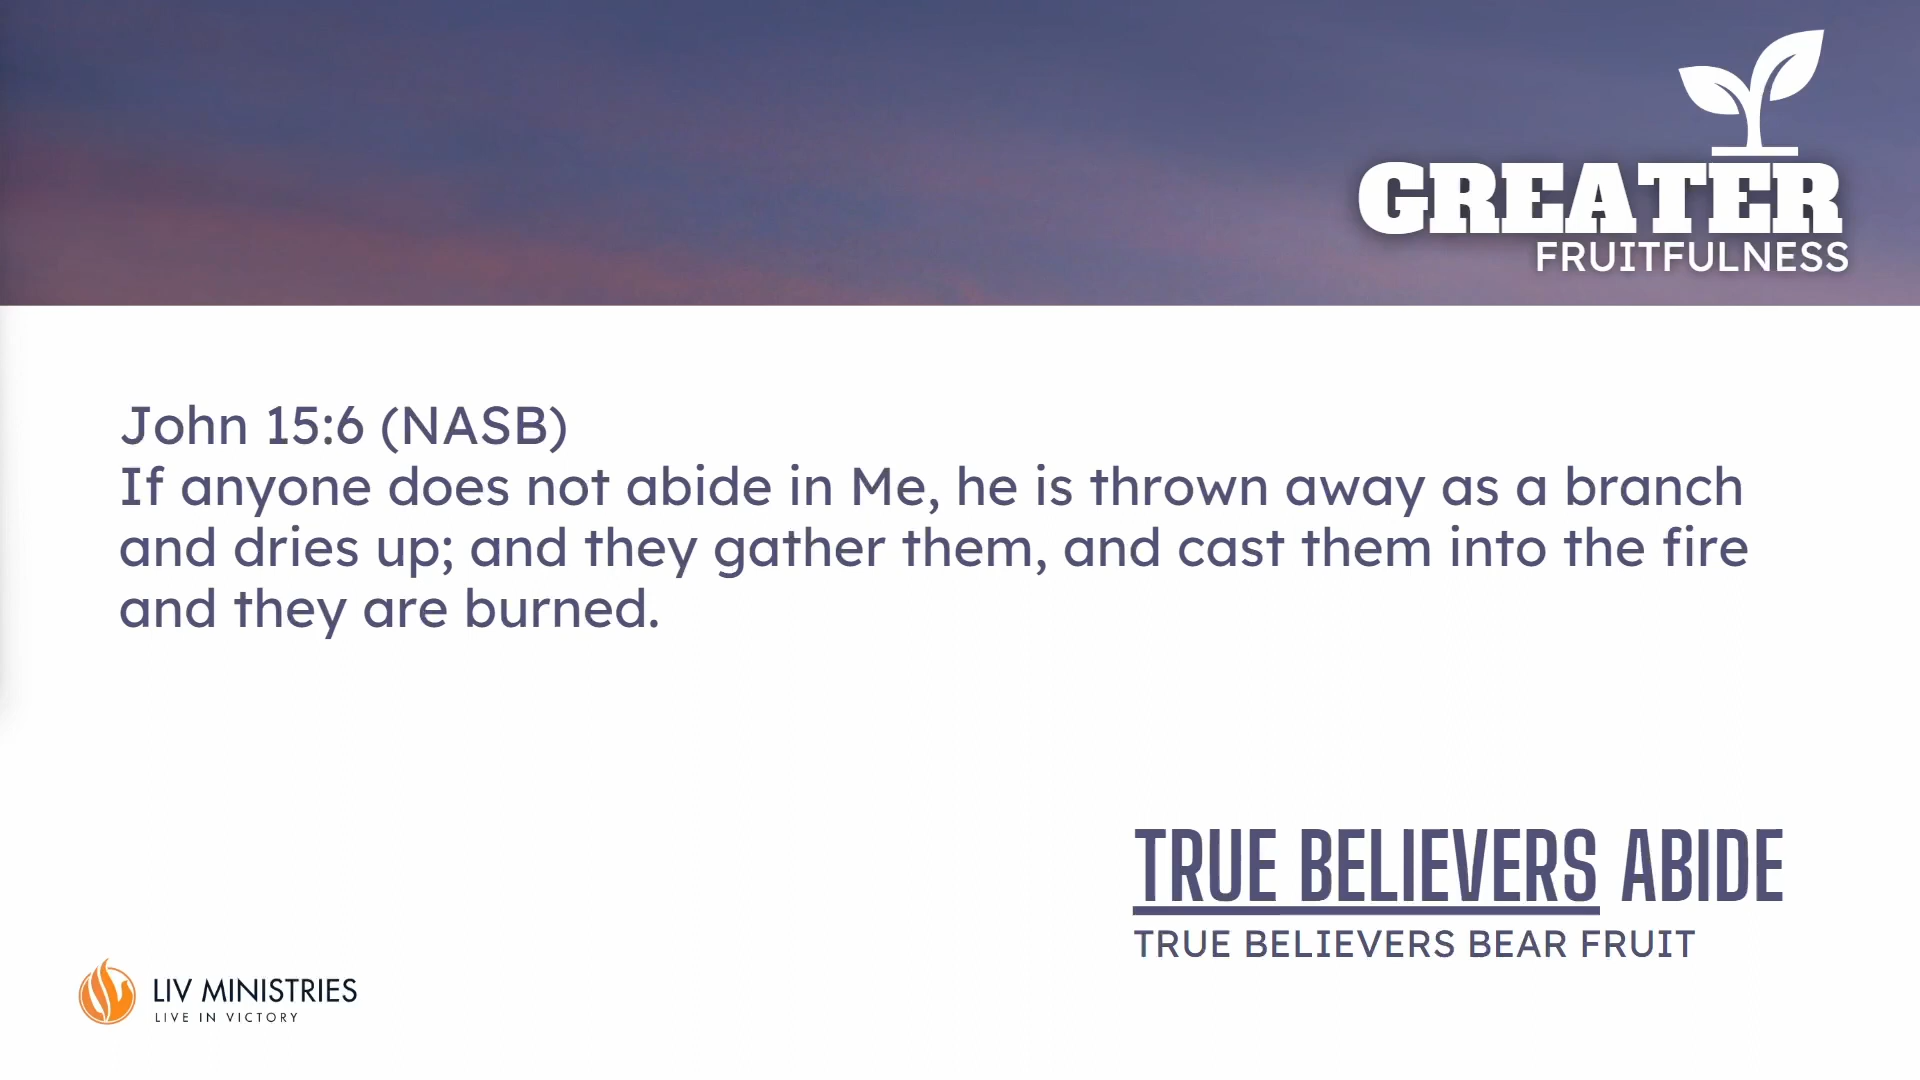 GREATER
FRUITFULNESS
John 15:6 (NASB)
If anyone does not abide in Me, he is thrown away as a branch
and dries up; and they gather them, and cast them into the fire
and they are burned.
TRUE BELIEVERS ABIDE
TRUE BELIEVERS BEAR FRUIT
LIV MINISTRIES
LIVE IN VICTORY